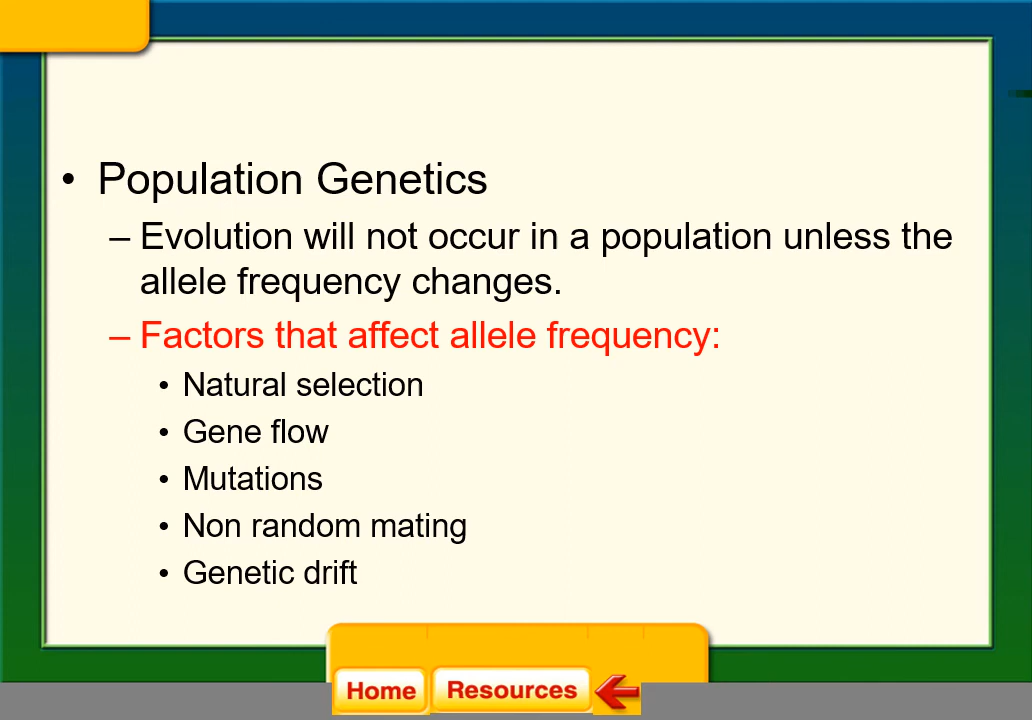 • Population Genetics
– Evolution will not occur in a population unless the
allele frequency changes.
– Factors that affect allele frequency:
• Natural selection
• Gene flow
• Mutations
• Non random mating
• Genetic drift
Home Resources